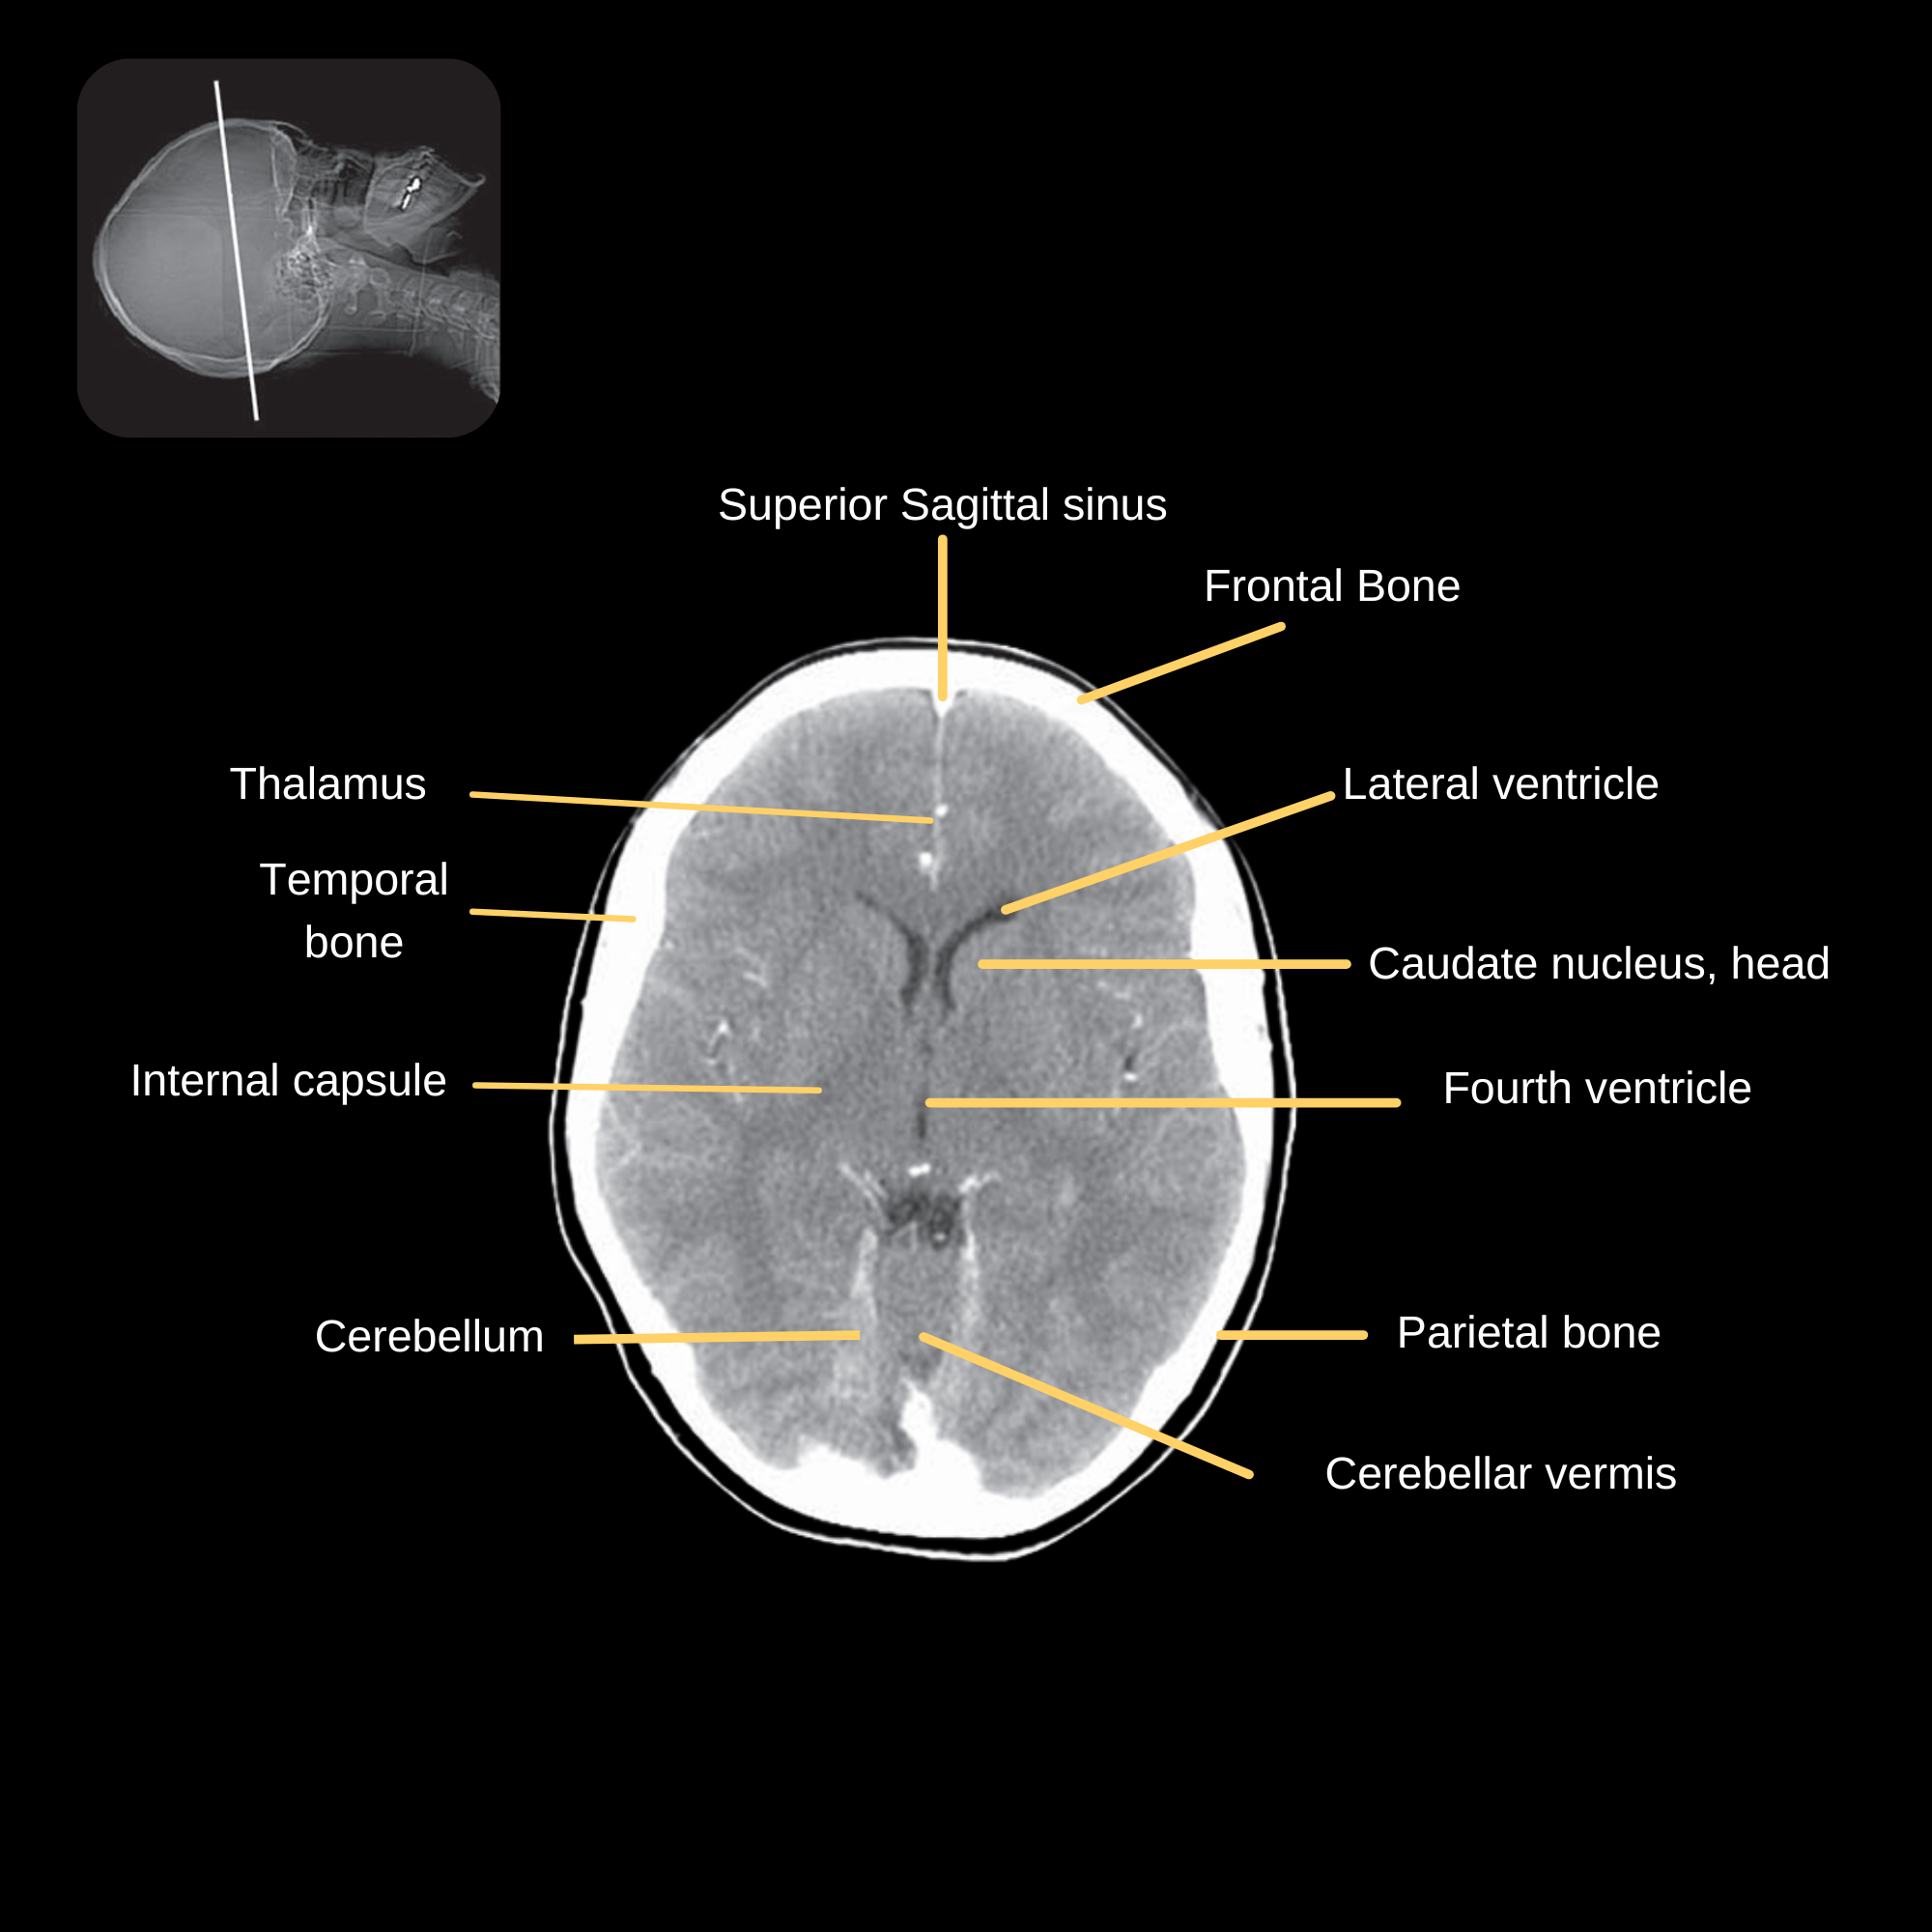 Superior Sagittal sinus
Frontal Bone
Thalamus
Lateral ventricle
Temporal
bone
Caudate nucleus, head
Internal capsule
Fourth ventricle
Cerebellum
Parietal bone
Cerebellar vermis